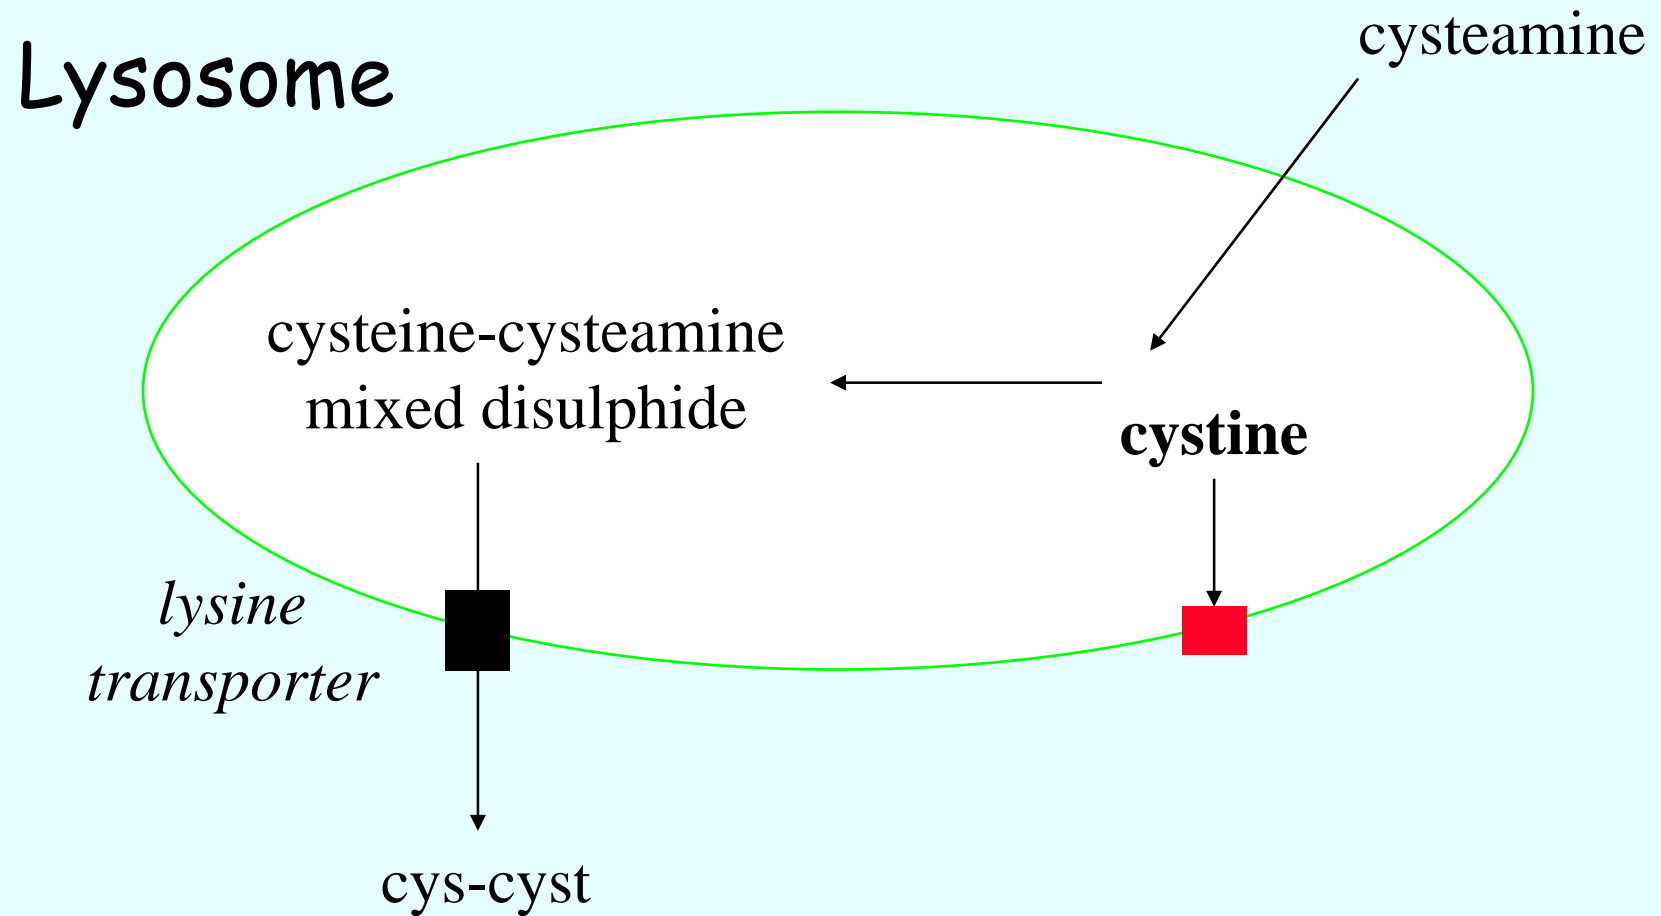 cysteamine
Lysosome
cysteine-cysteamine
mixed disulphide
cystine
lysine
transporter
cys-cyst